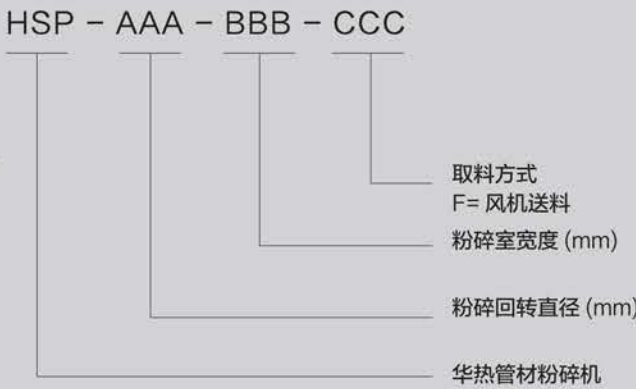 HSP – AAA – BBB – CCC
取料方式
F= 风机送料
粉碎室宽度 (mm)
粉碎回转直径 (mm)
华热管材粉碎机